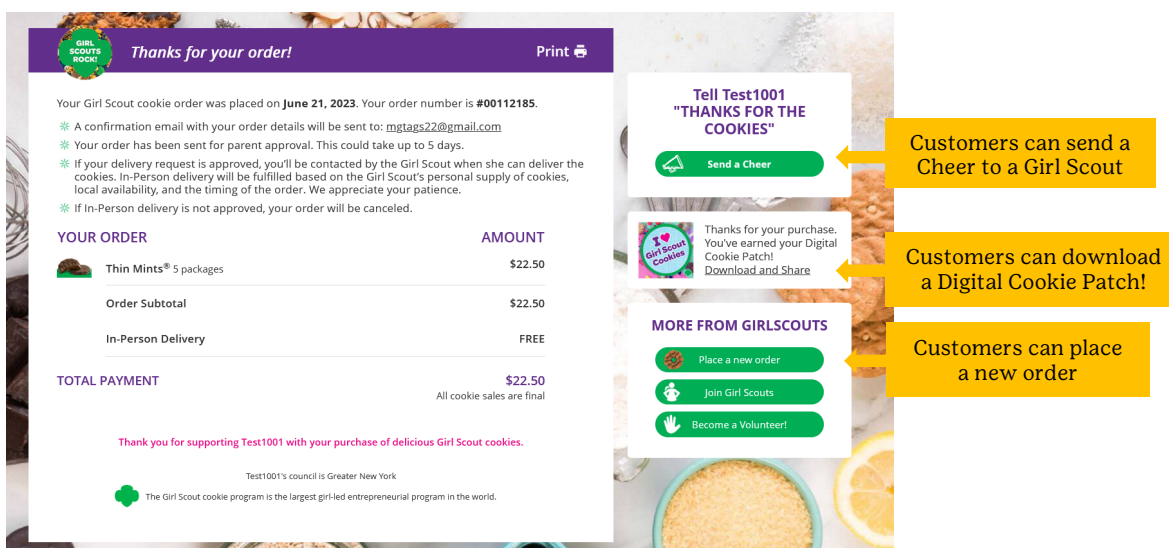 GIRL
SCOUTS
ROCK!
Thanks for your order!
Print
Your Girl Scout cookie order was placed on June 21, 2023. Your order number is #00112185.
A confirmation email with your order details will be sent to: mgtags22@gmail.com
Your order has been sent for parent approval. This could take up to 5 days.
If your delivery request is approved, you'll be contacted by the Girl Scout when she can deliver the
cookies. In-Person delivery will be fulfilled based on the Girl Scout's personal supply of cookies,
local availability, and the timing of the order. We appreciate your patience.
If In-Person delivery is not approved, your order will be canceled.
YOUR ORDER AMOUNT
Thin Mints® 5 packages $22.50
Order Subtotal $22.50
In-Person Delivery FREE
TOTAL PAYMENT $22.50
All cookie sales are final
Thank you for supporting Test1001 with your purchase of delicious Girl Scout cookies.
Test1001's council is Greater New York
The Girl Scout cookie program is the largest girl-led entrepreneurial program in the world.
Tell Test1001
"THANKS FOR THE
COOKIES"
Send a Cheer
I
Girl Scout
Cookies
Thanks for your purchase.
You've earned your Digital
Cookie Patch!
Download and Share
MORE FROM GIRLSCOUTS
Place a new order
Join Girl Scouts
Become a Volunteer!
Customers can send a
Cheer to a Girl Scout
Customers can download
a Digital Cookie Patch!
Customers can place
a new order